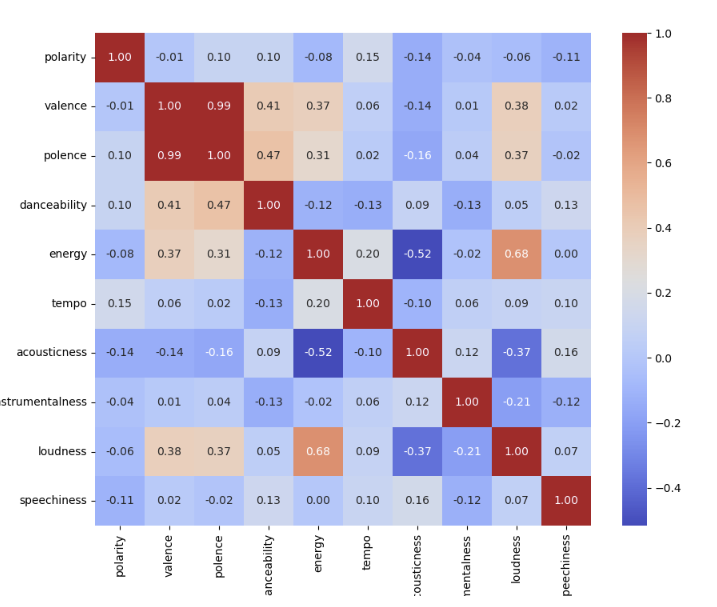 polarity 1.00 -0.01 0.10 0.10 -0.08 0.15 -0.14 -0.04 -0.06 -0.11
valence -0.01 1.00 0.99 0.41 0.37 0.06 -0.14 0.01 0.38 0.02
polence 0.10 0.99 1.00 0.47 0.31 0.02 -0.16 0.04 0.37 -0.02
danceability 0.10 0.41 0.47 1.00 -0.12 -0.13 0.09 -0.13 0.05 0.13
energy -0.08 0.37 0.31 -0.12 1.00 0.20 -0.52 -0.02 0.68 0.00
tempo 0.15 0.06 0.02 -0.13 0.20 1.00 -0.10 0.06 0.09 0.10
acousticness -0.14 -0.14 -0.16 0.09 -0.52 -0.10 1.00 0.12 -0.37 0.16
nstrumentalness -0.04 0.01 0.04 -0.13 -0.02 0.06 0.12 1.00 -0.21 -0.12
loudness -0.06 0.38 0.37 0.05 0.68 0.09 -0.37 -0.21 1.00 0.07
speechiness -0.11 0.02 -0.02 0.13 0.00 0.10 0.16 -0.12 0.07 1.00
polarity
valence
polence
anceability
energy
tempo
cousticness
mentalness
loudness
peechiness
1.0
0.8
0.6
0.4
0.2
0.0
−0.2
−0.4